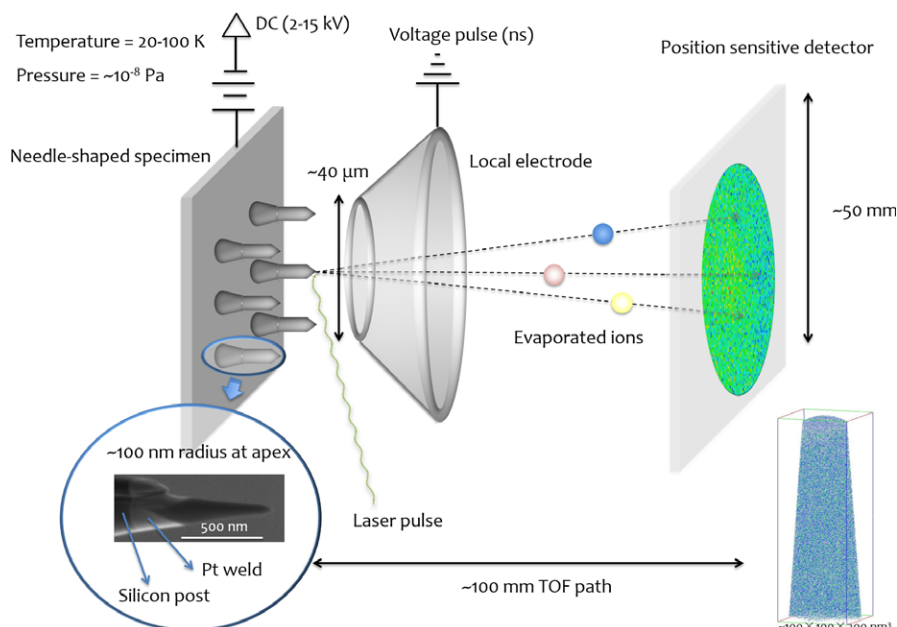 DC (2-15 kV)
Temperature = 20-100 K
Pressure = ~10⁻⁸ Pa
Voltage pulse (ns)
Position sensitive detector
Needle-shaped specimen
~40 µm
Local electrode
~50 mm
Evaporated ions
~100 nm radius at apex
500 nm
Pt weld
Silicon post
Laser pulse
~100 mm TOF path